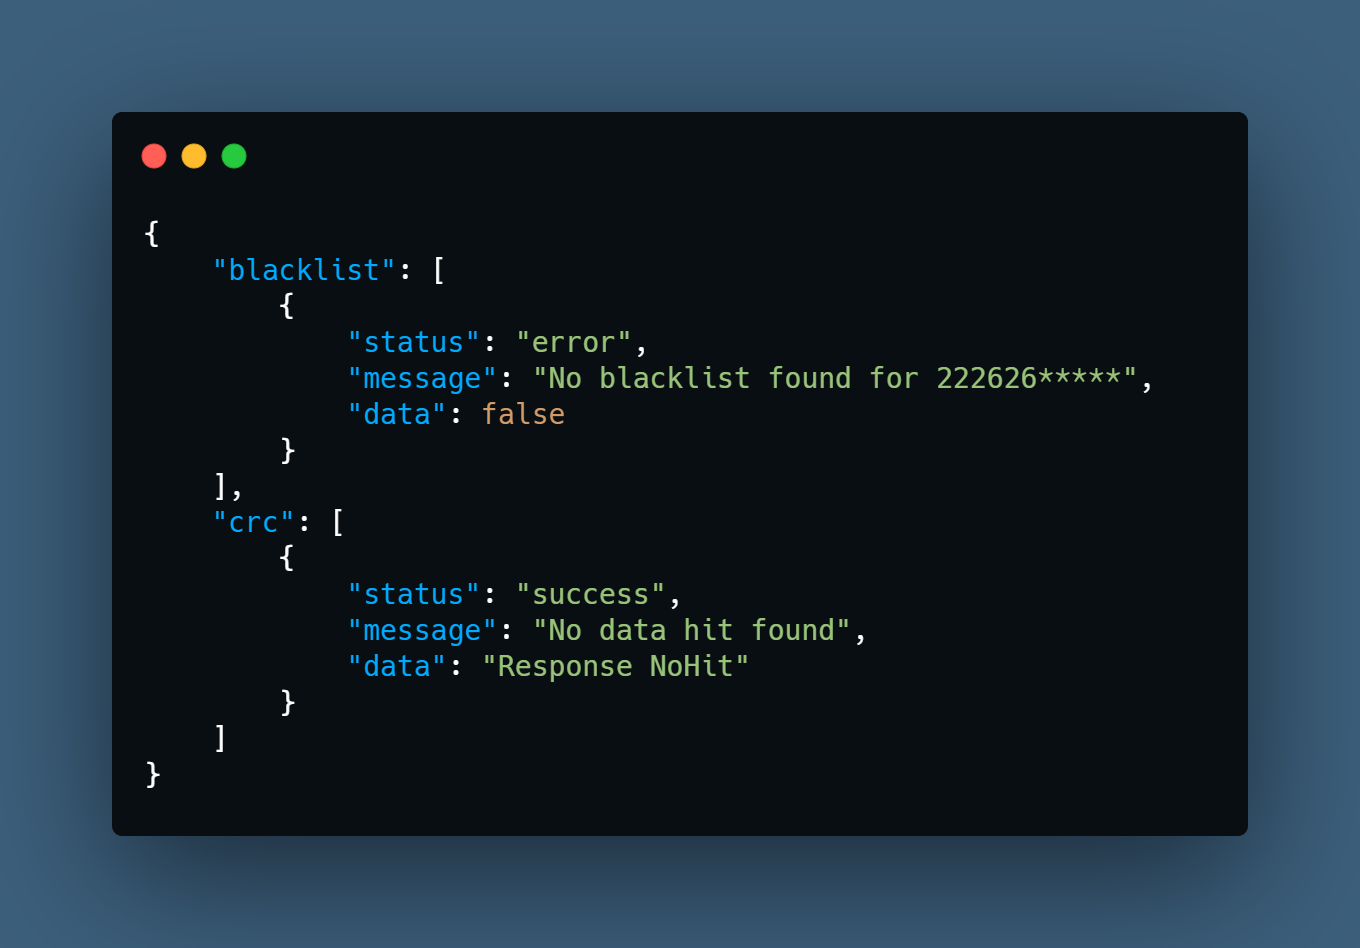 {
    "blacklist": [
        {
            "status": "error",
            "message": "No blacklist found for 222626*****",
            "data": false
        }
    ],
    "crc": [
        {
            "status": "success",
            "message": "No data hit found",
            "data": "Response NoHit"
        }
    ]
}